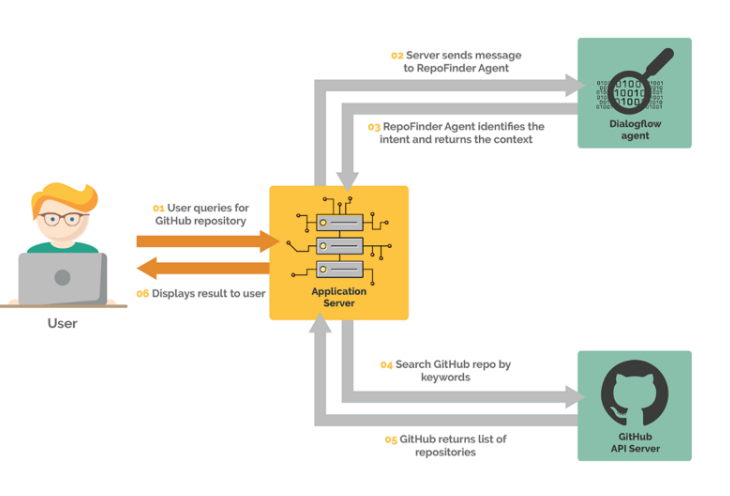 02 Server sends message
to RepoFinder Agent
03 RepoFinder Agent identifies the
intent and returns the context
Dialogflow
agent
01 User queries for
GitHub repository
06 Displays result to user
Application
Server
User
04 Search GitHub repo by
keywords
05 GitHub returns list of
repositories
GitHub
API Server